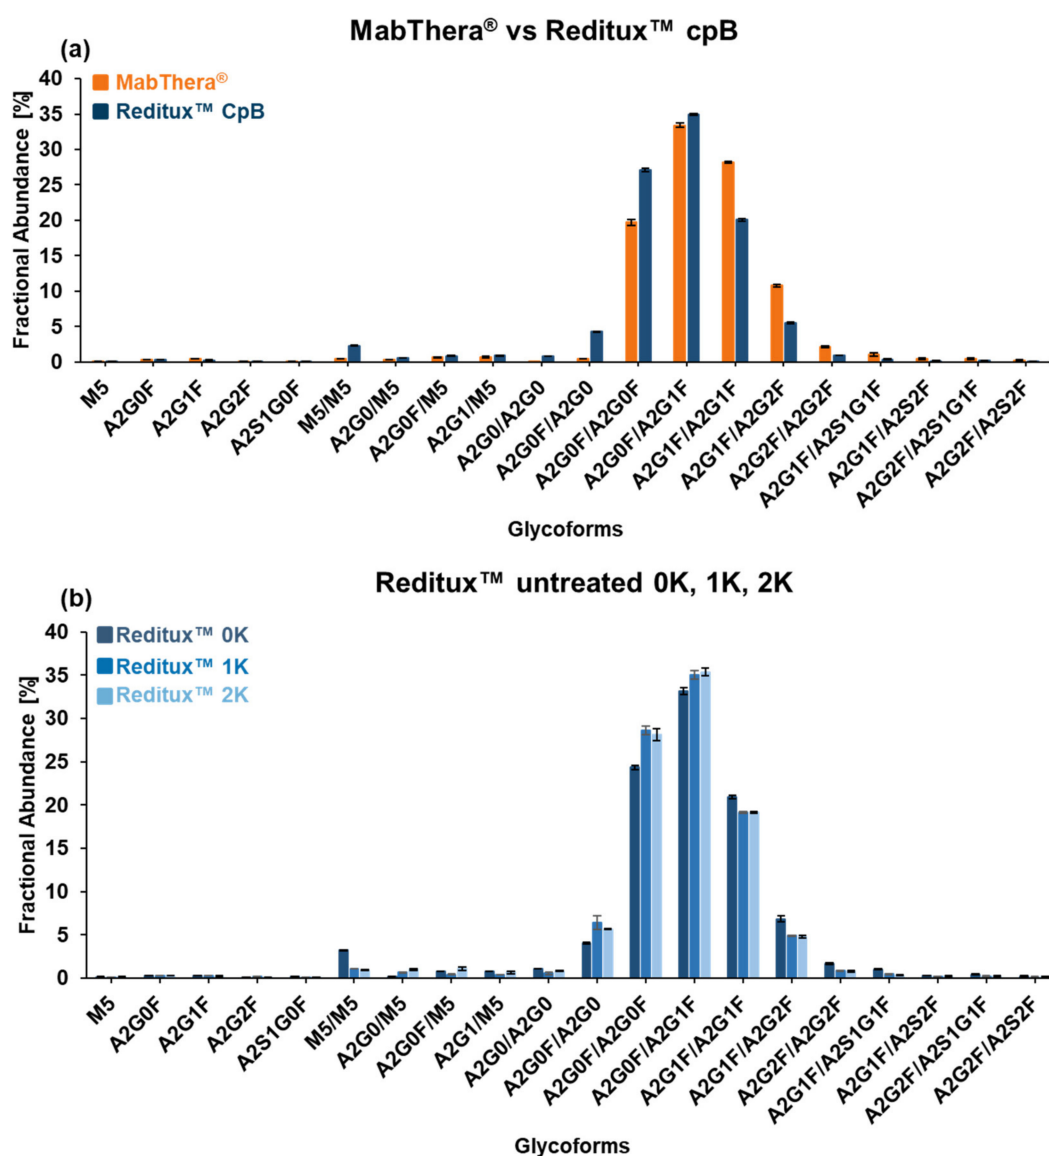 MabThera® vs Reditux™ cpB
(a)
MabThera®
Reditux™ CpB
Fractional Abundance [%]
40
35
30
25
20
15
10
5
0
M5
A2G0F
A2G1F
A2G2F
A2S1G0F
M5/M5
A2G0/M5
A2G0F/M5
A2G1/M5
A2G0/A2G0
A2G0F/A2G0
A2G0F/A2G0F
A2G0F/A2G1F
A2G1F/A2G1F
A2G1F/A2G2F
A2G2F/A2G2F
A2G1F/A2S1G1F
A2G1F/A2S2F
A2G2F/A2S1G1F
A2G2F/A2S2F
Glycoforms
Reditux™ untreated 0K, 1K, 2K
(b)
Reditux™ 0K
Reditux™ 1K
Reditux™ 2K
Fractional Abundance [%]
40
35
30
25
20
15
10
5
0
M5
A2G0F
A2G1F
A2G2F
A2S1G0F
M5/M5
A2G0/M5
A2G0F/M5
A2G1/M5
A2G0/A2G0
A2G0F/A2G0
A2G0F/A2G0F
A2G0F/A2G1F
A2G1F/A2G1F
A2G1F/A2G2F
A2G2F/A2G2F
A2G1F/A2S1G1F
A2G1F/A2S2F
A2G2F/A2S1G1F
A2G2F/A2S2F
Glycoforms